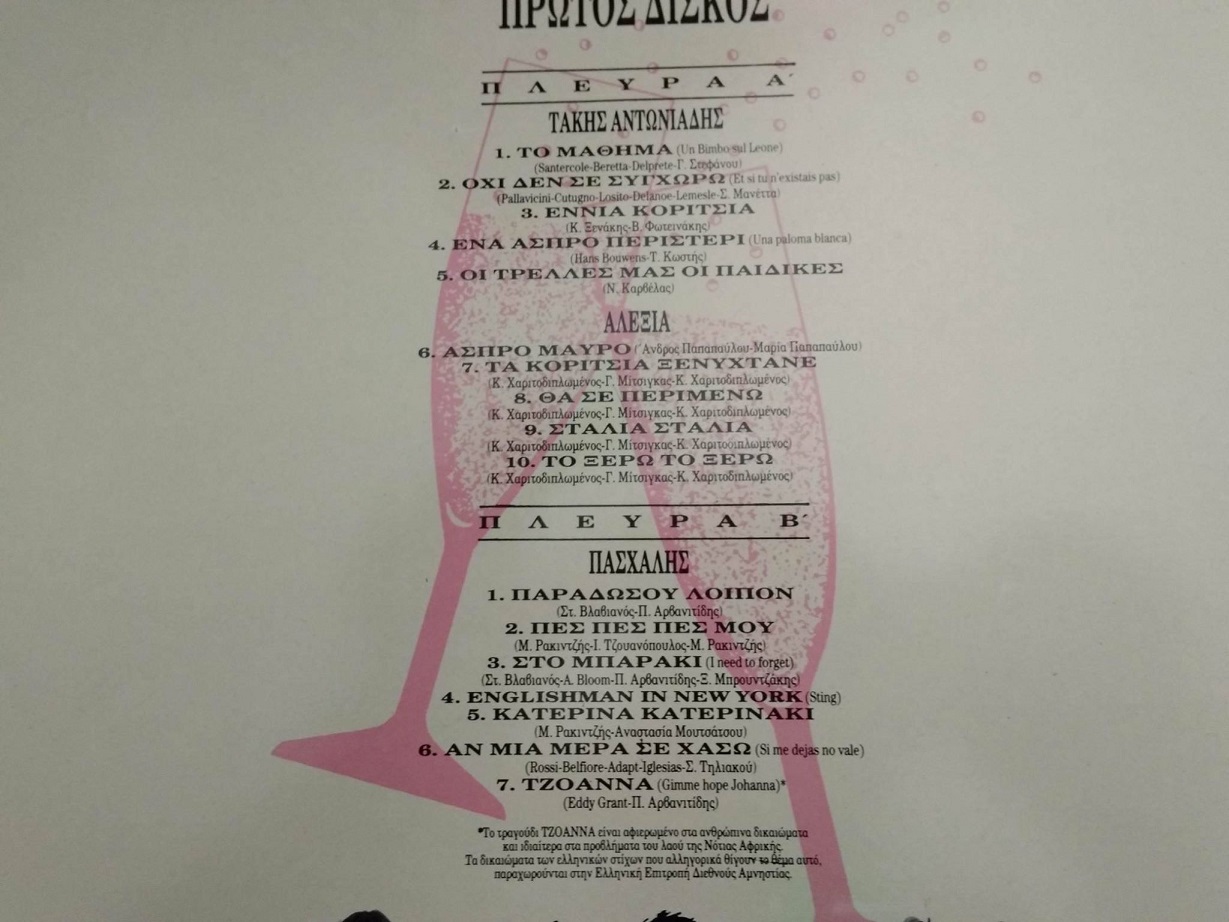 ΠΡΩΤΟΣ ΔΙΣΚΟΣ
ΠΛΕΥΡΑ Α΄
ΤΑΚΗΣ ΑΝΤΩΝΙΑΔΗΣ
1. ΤΟ ΜΑΘΗΜΑ (Un Bimbo sul Leone)
(Santercole-Beretta-Delprete-Γ. Στεφάνου)
2. ΟΧΙ ΔΕΝ ΣΕ ΣΥΓΧΩΡΩ (Et si tu n'existais pas)
(Pallavicini-Cutugno-Losito-Delanoe-Lemesle-Σ. Μανέττα)
3. ΕΝΝΙΑ ΚΟΡΙΤΣΙΑ
(Κ. Ξενάκης-Β. Φωτεινάκης)
4. ΕΝΑ ΑΣΠΡΟ ΠΕΡΙΣΤΕΡΙ (Una paloma blanca)
(Hans Bouwens-Τ. Κωστής)
5. ΟΙ ΤΡΕΛΛΕΣ ΜΑΣ ΟΙ ΠΑΙΔΙΚΕΣ
(Ν. Καρβέλας)
ΑΛΕΞΙΑ
6. ΑΣΠΡΟ ΜΑΥΡΟ (΄Ανδρος Παπαπαύλου-Μαρία Παπαπαύλου)
7. ΤΑ ΚΟΡΙΤΣΙΑ ΞΕΝΥΧΤΑΝΕ
(Κ. Χαριτοδιπλωμένος-Γ. Μίτσιγκας-Κ. Χαριτοδιπλωμένος)
8. ΘΑ ΣΕ ΠΕΡΙΜΕΝΩ
(Κ. Χαριτοδιπλωμένος-Γ. Μίτσιγκας-Κ. Χαριτοδιπλωμένος)
9. ΣΤΑΛΙΑ ΣΤΑΛΙΑ
(Κ. Χαριτοδιπλωμένος-Γ. Μίτσιγκας-Κ. Χαριτοδιπλωμένος)
10. ΤΟ ΞΕΡΩ ΤΟ ΞΕΡΩ
(Κ. Χαριτοδιπλωμένος-Γ. Μίτσιγκας-Κ. Χαριτοδιπλωμένος)
ΠΛΕΥΡΑ Β΄
ΠΑΣΧΑΛΗΣ
1. ΠΑΡΑΔΩΣΟΥ ΛΟΙΠΟΝ
(Στ. Βλαβιανός-Π. Αρβανιτίδης)
2. ΠΕΣ ΠΕΣ ΠΕΣ ΜΟΥ
(Μ. Ρακιντζής-Ι. Τζουανόπουλος-Μ. Ρακιντζής)
3. ΣΤΟ ΜΠΑΡΑΚΙ (I need to forget)
(Στ. Βλαβιανός-A. Bloom-Π. Αρβανιτίδης-Ξ. Μπρουντζάκης)
4. ENGLISHMAN IN NEW YORK (Sting)
5. ΚΑΤΕΡΙΝΑ ΚΑΤΕΡΙΝΑΚΙ
(Μ. Ρακιντζής-Αναστασία Μουτσάτσου)
6. ΑΝ ΜΙΑ ΜΕΡΑ ΣΕ ΧΑΣΩ (Si me dejas no vale)
(Rossi-Belfiore-Adapt-Iglesias-Σ. Τηλιακού)
7. ΤΖΟΑΝΝΑ (Gimme hope Johanna)*
(Eddy Grant-Π. Αρβανιτίδης)
*Το τραγούδι ΤΖΟΑΝΝΑ είναι αφιερωμένο στα ανθρώπινα δικαιώματα
και ιδιαίτερα στα προβλήματα του λαού της Νότιας Αφρικής.
Τα δικαιώματα των ελληνικών στίχων που αλληγορικά θίγουν το θέμα αυτό,
παραχωρούνται στην Ελληνική Επιτροπή Διεθνούς Αμνηστίας.